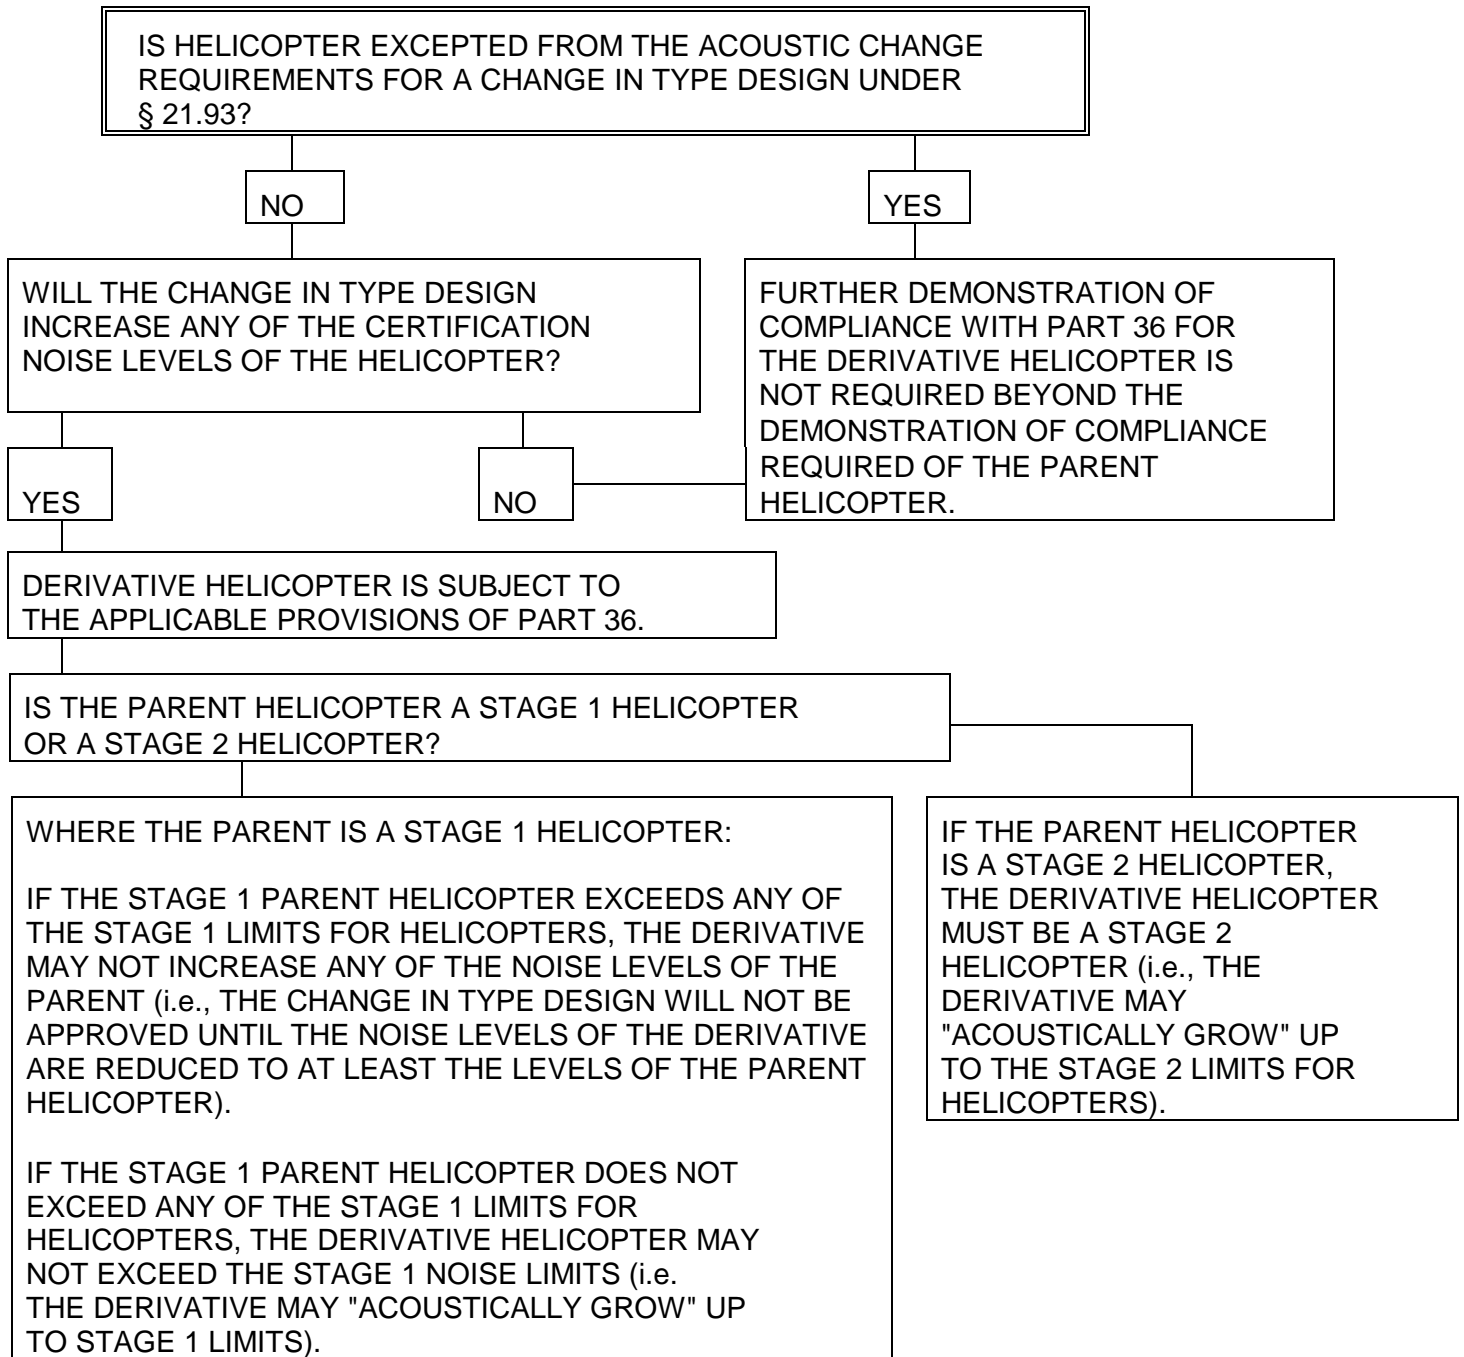 IS HELICOPTER EXCEPTED FROM THE ACOUSTIC CHANGE
REQUIREMENTS FOR A CHANGE IN TYPE DESIGN UNDER
§ 21.93?
NO
YES
WILL THE CHANGE IN TYPE DESIGN
INCREASE ANY OF THE CERTIFICATION
NOISE LEVELS OF THE HELICOPTER?
FURTHER DEMONSTRATION OF
COMPLIANCE WITH PART 36 FOR
THE DERIVATIVE HELICOPTER IS
NOT REQUIRED BEYOND THE
DEMONSTRATION OF COMPLIANCE
REQUIRED OF THE PARENT
HELICOPTER.
YES
NO
DERIVATIVE HELICOPTER IS SUBJECT TO
THE APPLICABLE PROVISIONS OF PART 36.
IS THE PARENT HELICOPTER A STAGE 1 HELICOPTER
OR A STAGE 2 HELICOPTER?
WHERE THE PARENT IS A STAGE 1 HELICOPTER:
IF THE STAGE 1 PARENT HELICOPTER EXCEEDS ANY OF
THE STAGE 1 LIMITS FOR HELICOPTERS, THE DERIVATIVE
MAY NOT INCREASE ANY OF THE NOISE LEVELS OF THE
PARENT (i.e., THE CHANGE IN TYPE DESIGN WILL NOT BE
APPROVED UNTIL THE NOISE LEVELS OF THE DERIVATIVE
ARE REDUCED TO AT LEAST THE LEVELS OF THE PARENT
HELICOPTER).
IF THE STAGE 1 PARENT HELICOPTER DOES NOT
EXCEED ANY OF THE STAGE 1 LIMITS FOR
HELICOPTERS, THE DERIVATIVE HELICOPTER MAY
NOT EXCEED THE STAGE 1 NOISE LIMITS (i.e.
THE DERIVATIVE MAY "ACOUSTICALLY GROW" UP
TO STAGE 1 LIMITS).
IF THE PARENT HELICOPTER
IS A STAGE 2 HELICOPTER,
THE DERIVATIVE HELICOPTER
MUST BE A STAGE 2
HELICOPTER (i.e., THE
DERIVATIVE MAY
"ACOUSTICALLY GROW" UP
TO THE STAGE 2 LIMITS FOR
HELICOPTERS).